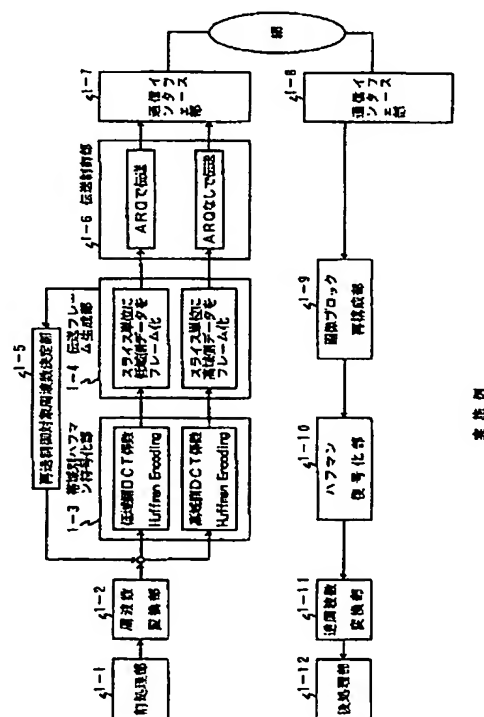 1-1
前処理部
1-2
周波数
変換部
1-5
再送制御対象周波数決定部
1-3 帯域別ハフマ
ン符号化部
低域側DCT係数
Huffman Encoding
高域側DCT係数
Huffman Encoding
1-4 伝送フレー
ム生成部
スライス単位に
低域側データを
フレーム化
スライス単位に
高域側データを
フレーム化
1-6 伝送制御部
ARQで伝送
ARQなしで伝送
1-7
通信イ
ンターフェ
ース部
網
1-8
通信イ
ンターフェ
ース部
1-9
画像ブロック
再構成部
1-10
ハフマン
復号化部
1-11
逆周波数
変換部
1-12
後処理部
実施例